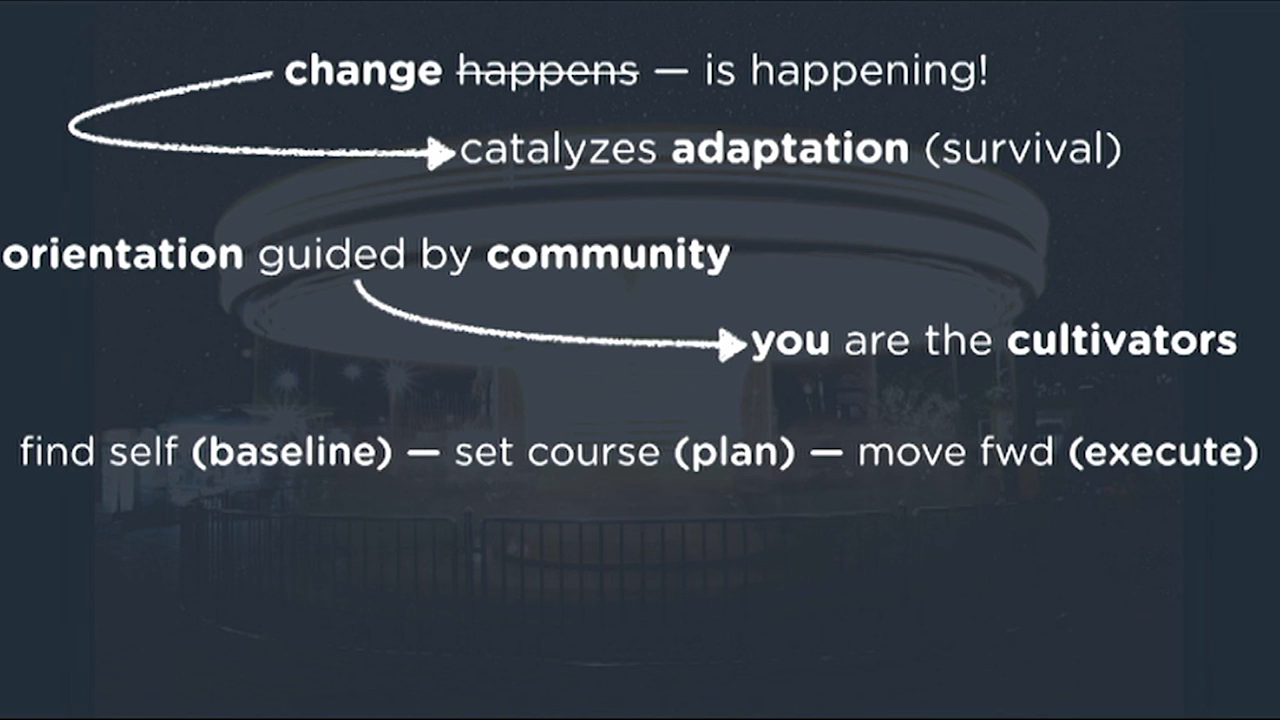 change happens — is happening!
catalyzes adaptation (survival)
orientation guided by community
you are the cultivators
find self (baseline) — set course (plan) — move fwd (execute)